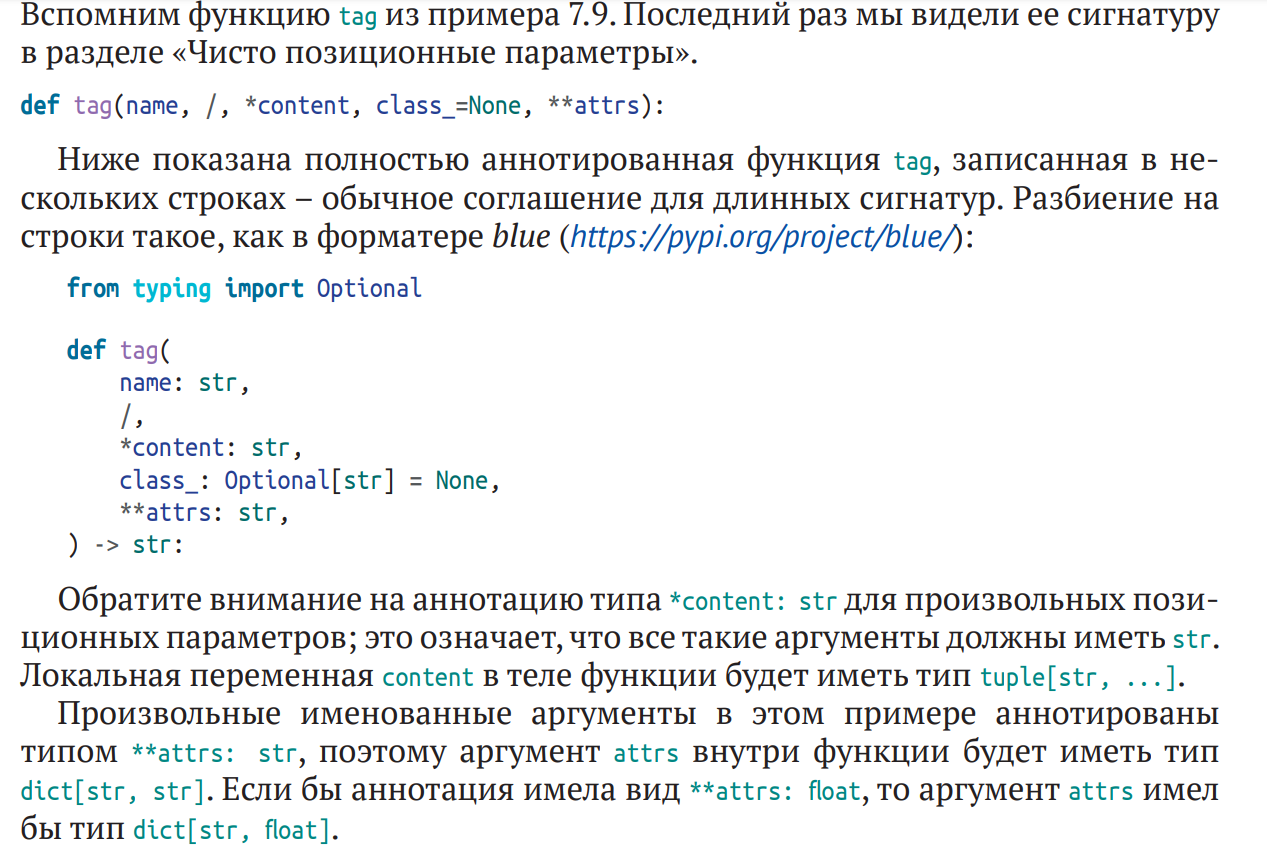 Вспомним функцию tag из примера 7.9. Последний раз мы видели ее сигнатуру
в разделе «Чисто позиционные параметры».
def tag(name, /, *content, class_=None, **attrs):
Ниже показана полностью аннотированная функция tag, записанная в не-
скольких строках – обычное соглашение для длинных сигнатур. Разбиение на
строки такое, как в форматере blue (https://pypi.org/project/blue/):
from typing import Optional
def tag(
    name: str,
    /,
    *content: str,
    class_: Optional[str] = None,
    **attrs: str,
) -> str:
Обратите внимание на аннотацию типа *content: str для произвольных пози-
ционных параметров; это означает, что все такие аргументы должны иметь str.
Локальная переменная content в теле функции будет иметь тип tuple[str, ...].
Произвольные именованные аргументы в этом примере аннотированы
типом **attrs: str, поэтому аргумент attrs внутри функции будет иметь тип
dict[str, str]. Если бы аннотация имела вид **attrs: float, то аргумент attrs имел
бы тип dict[str, float].